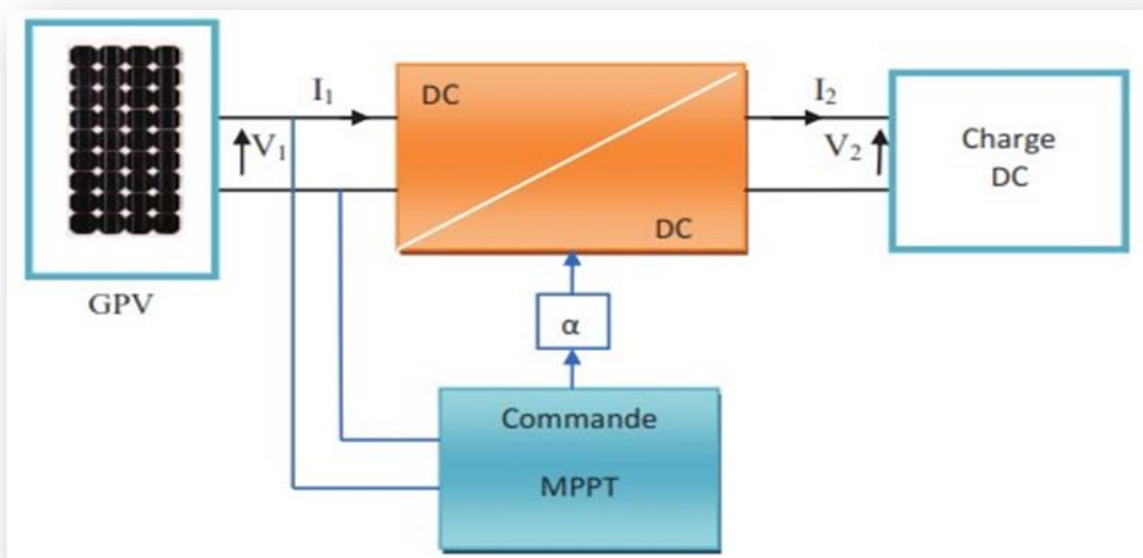 GPV
I₁
V₁
DC
DC
I₂
V₂
Charge
DC
α
Commande
MPPT